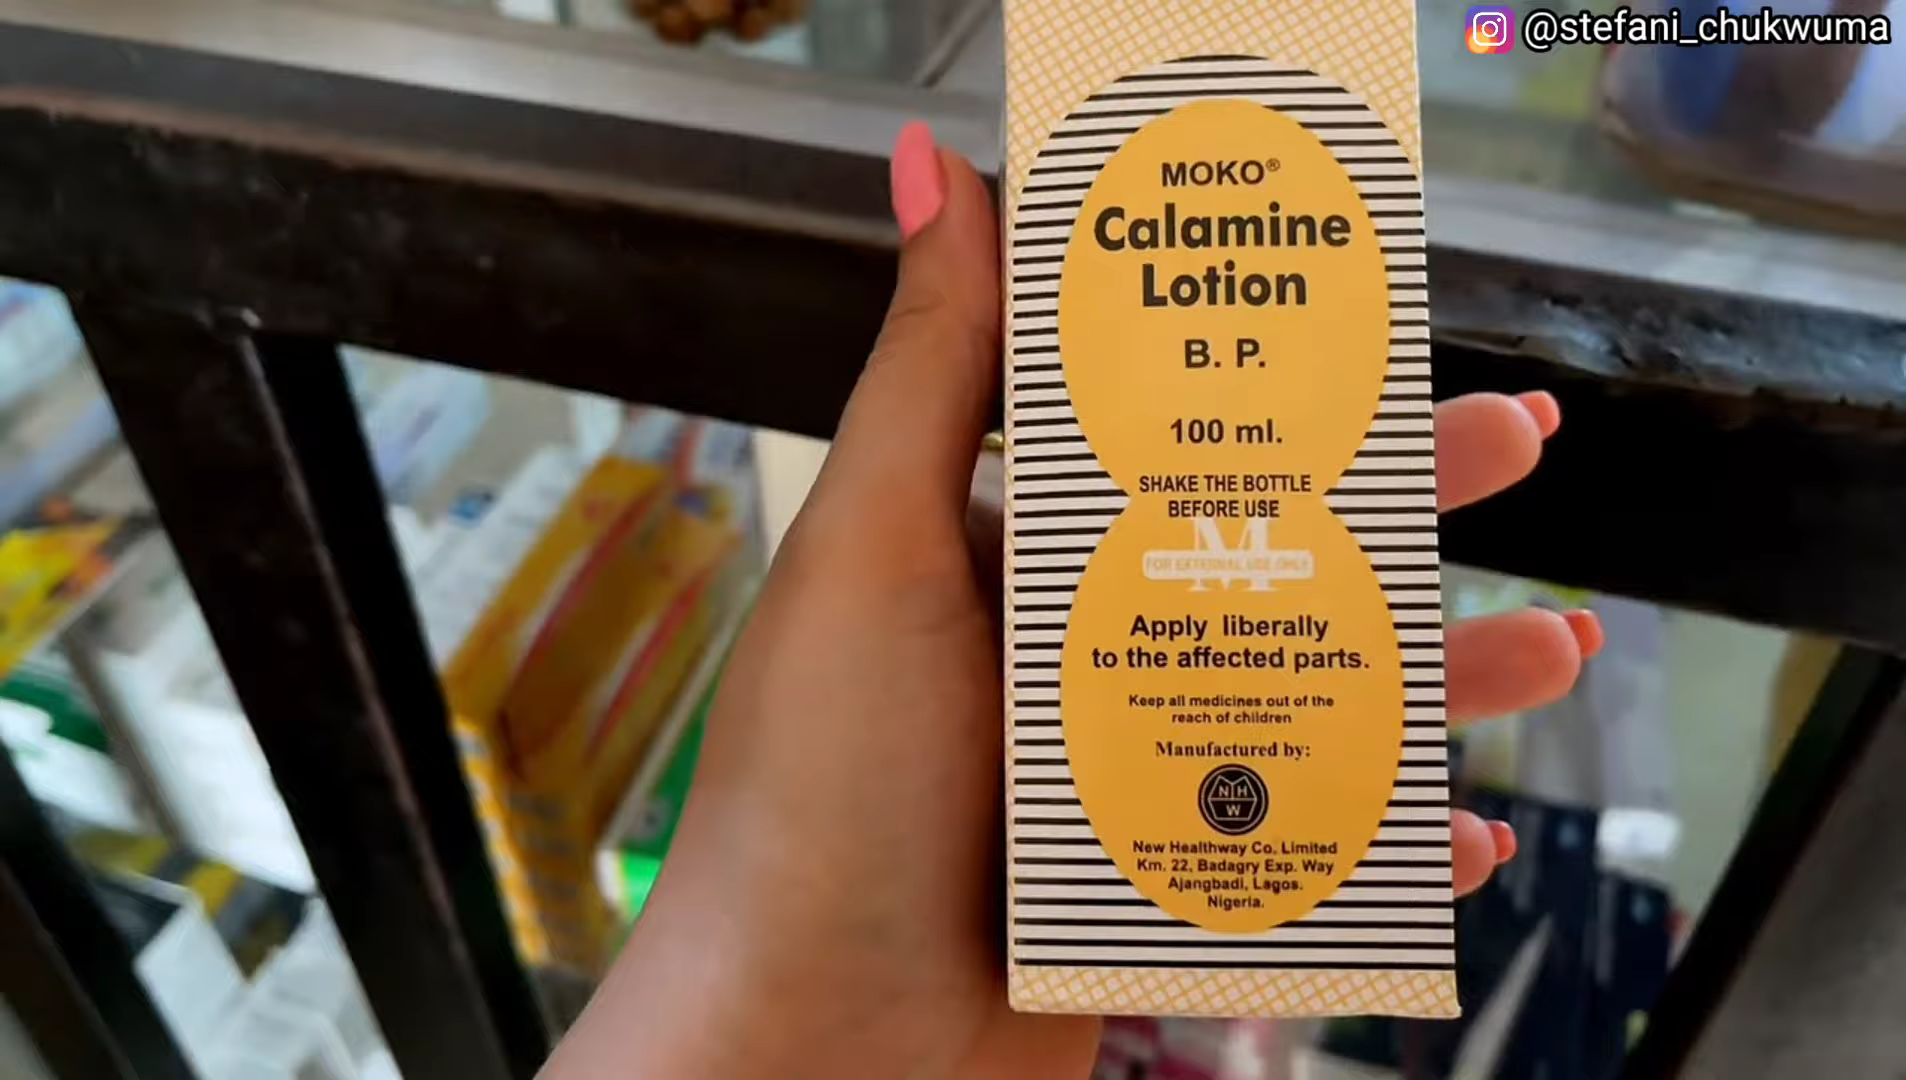 @stefani_chukwuma
MOKO®
Calamine
Lotion
B. P.
100 ml.
SHAKE THE BOTTLE
BEFORE USE
M
FOR EXTERNAL USE ONLY
Apply liberally
to the affected parts.
Keep all medicines out of the
reach of children
Manufactured by:
N H
W
New Healthway Co. Limited
Km. 22, Badagry Exp. Way
Ajangbadi, Lagos.
Nigeria.